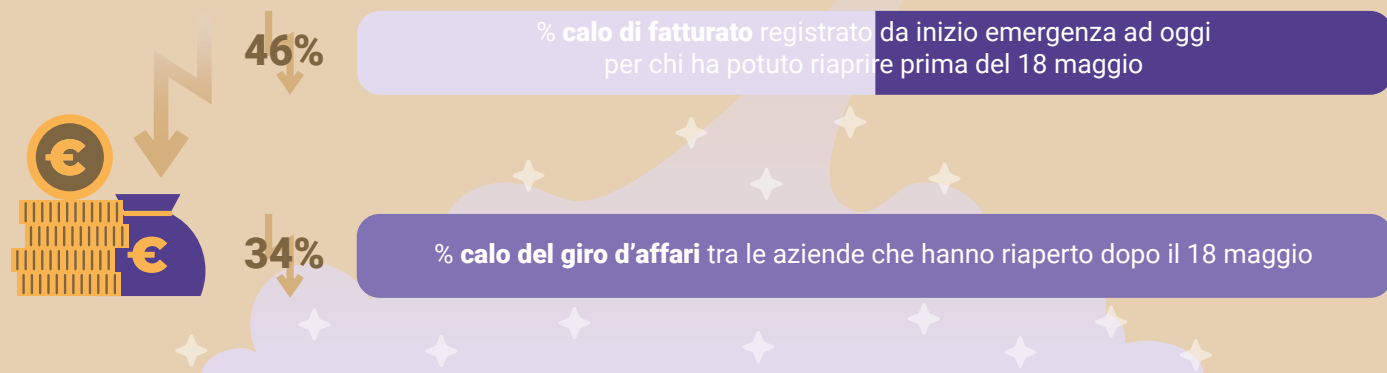 46%
% calo di fatturato registrato da inizio emergenza ad oggi
per chi ha potuto riaprire prima del 18 maggio
€
€
34%
% calo del giro d’affari tra le aziende che hanno riaperto dopo il 18 maggio